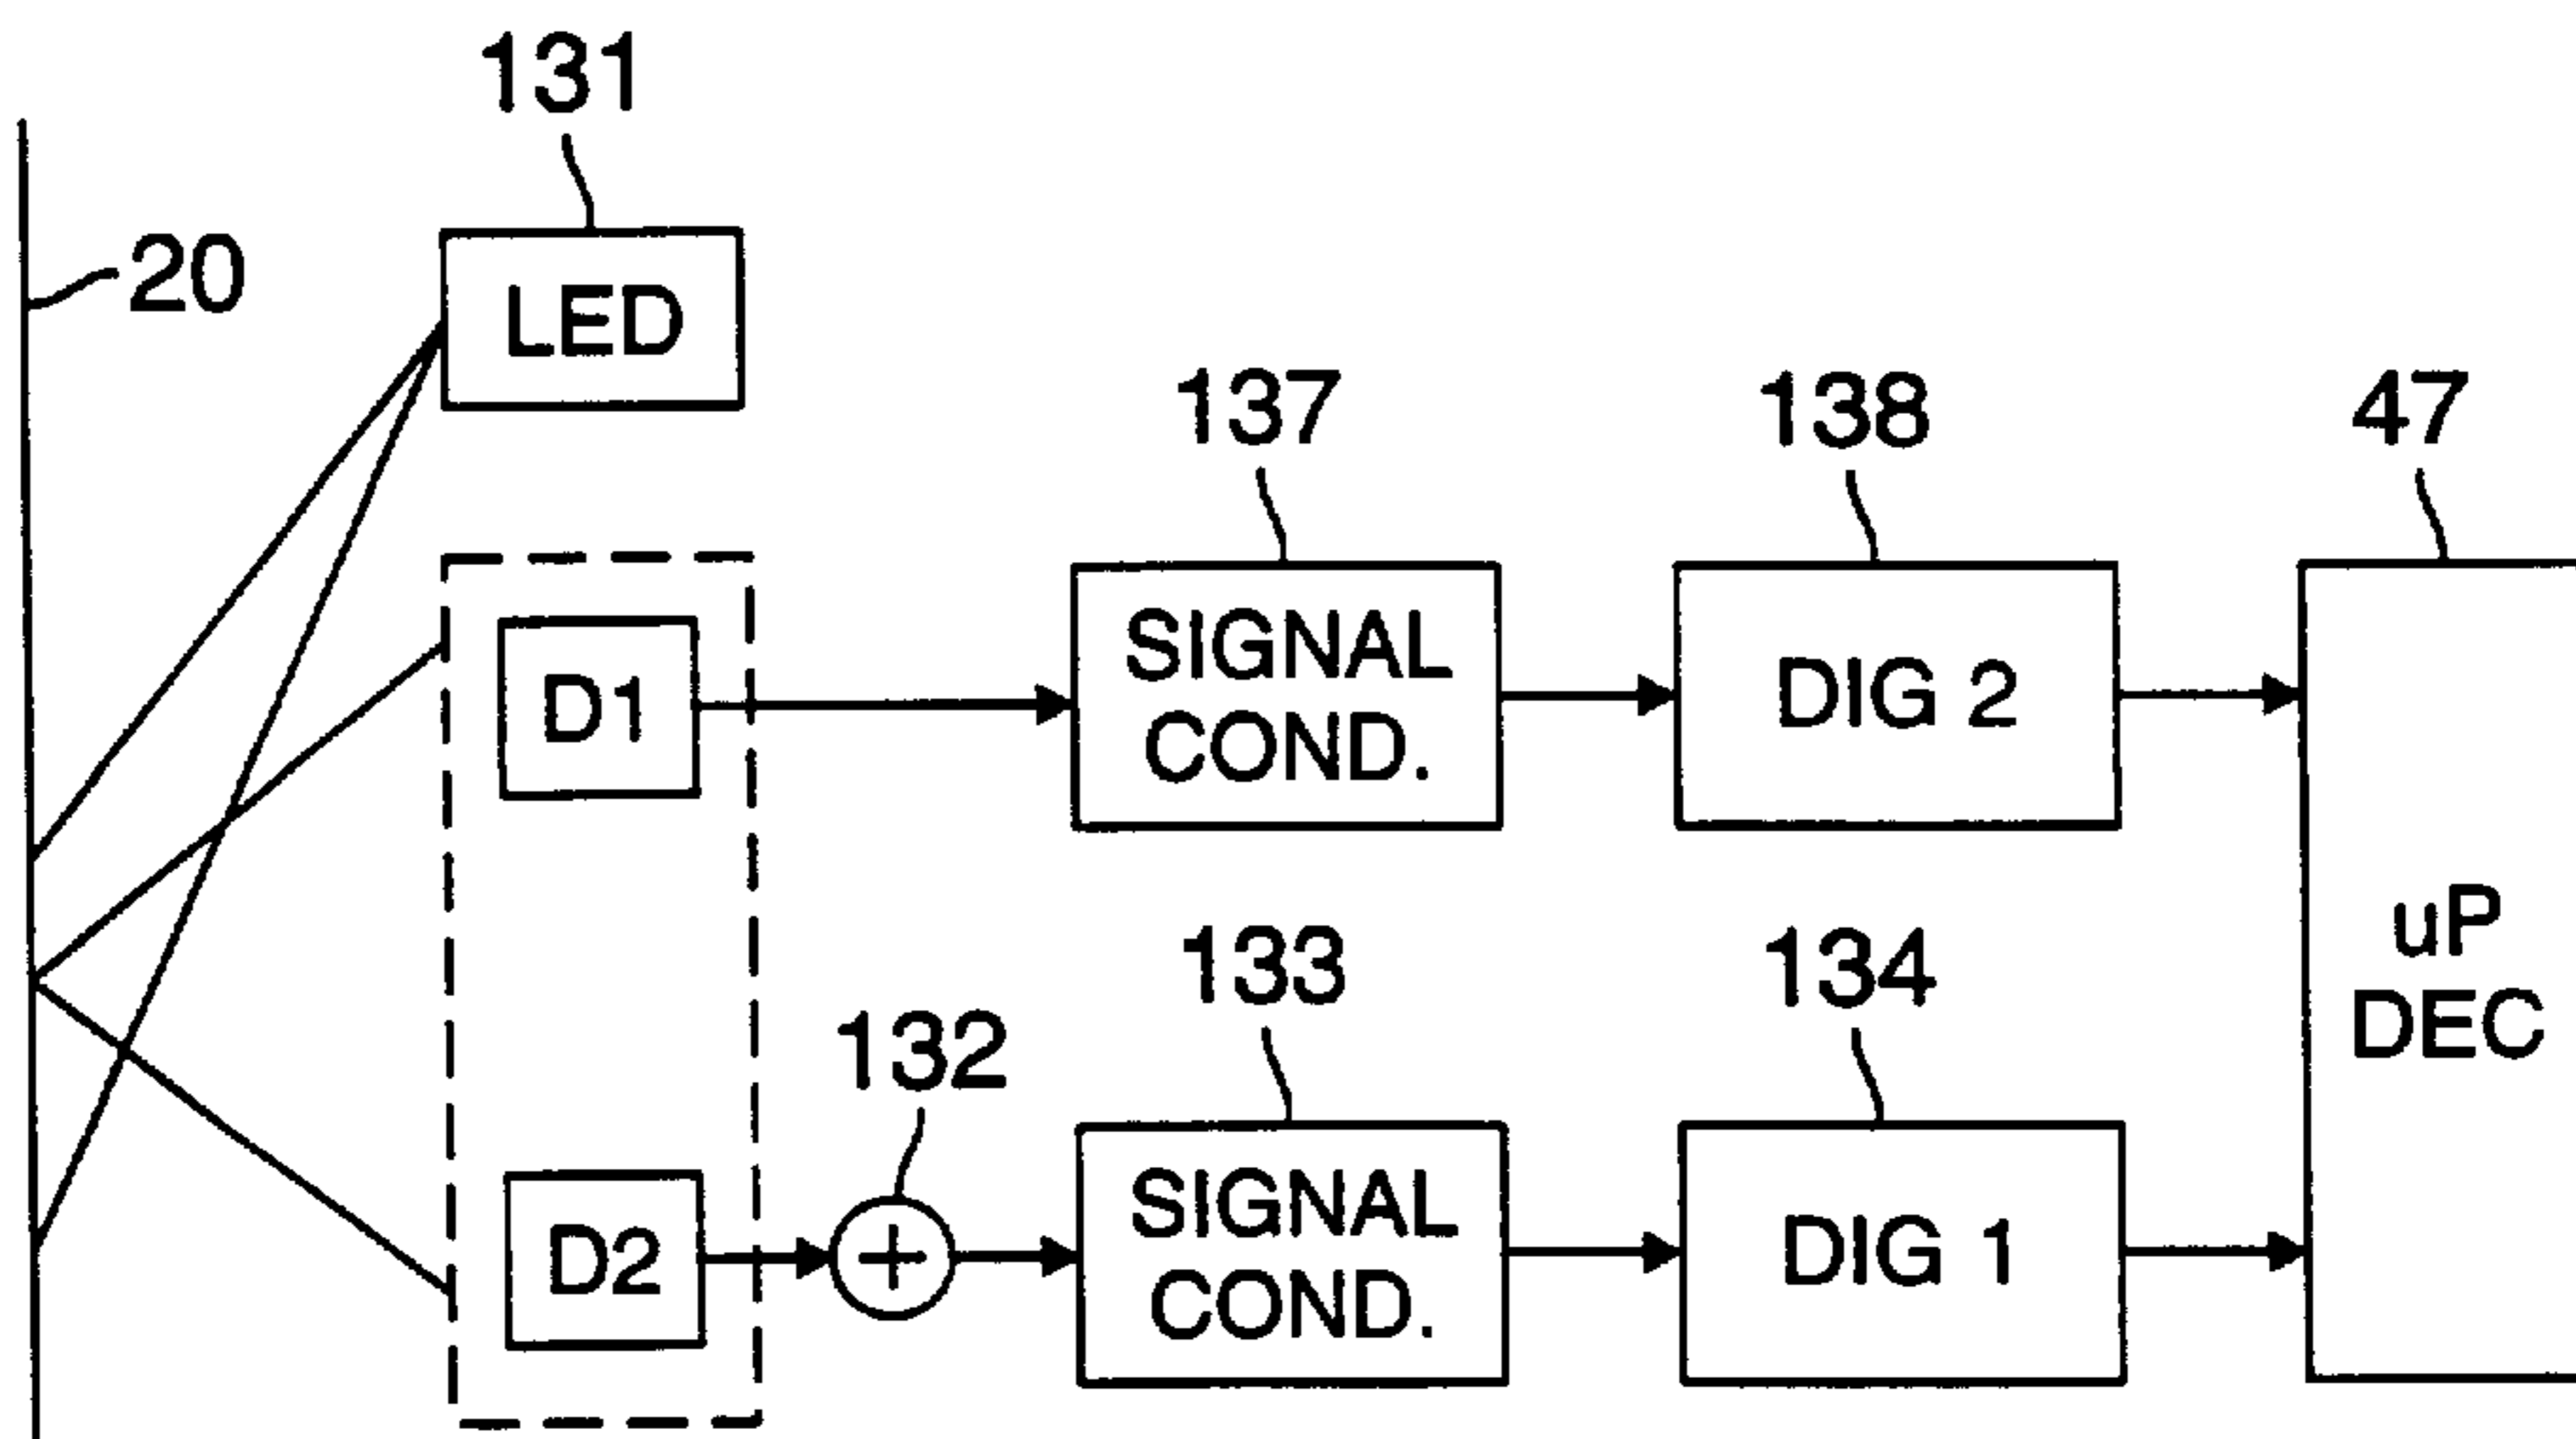 131
20
LED
137
138
47
D1
SIGNAL
COND.
DIG 2
uP
DEC
132
133
134
D2
+
SIGNAL
COND.
DIG 1